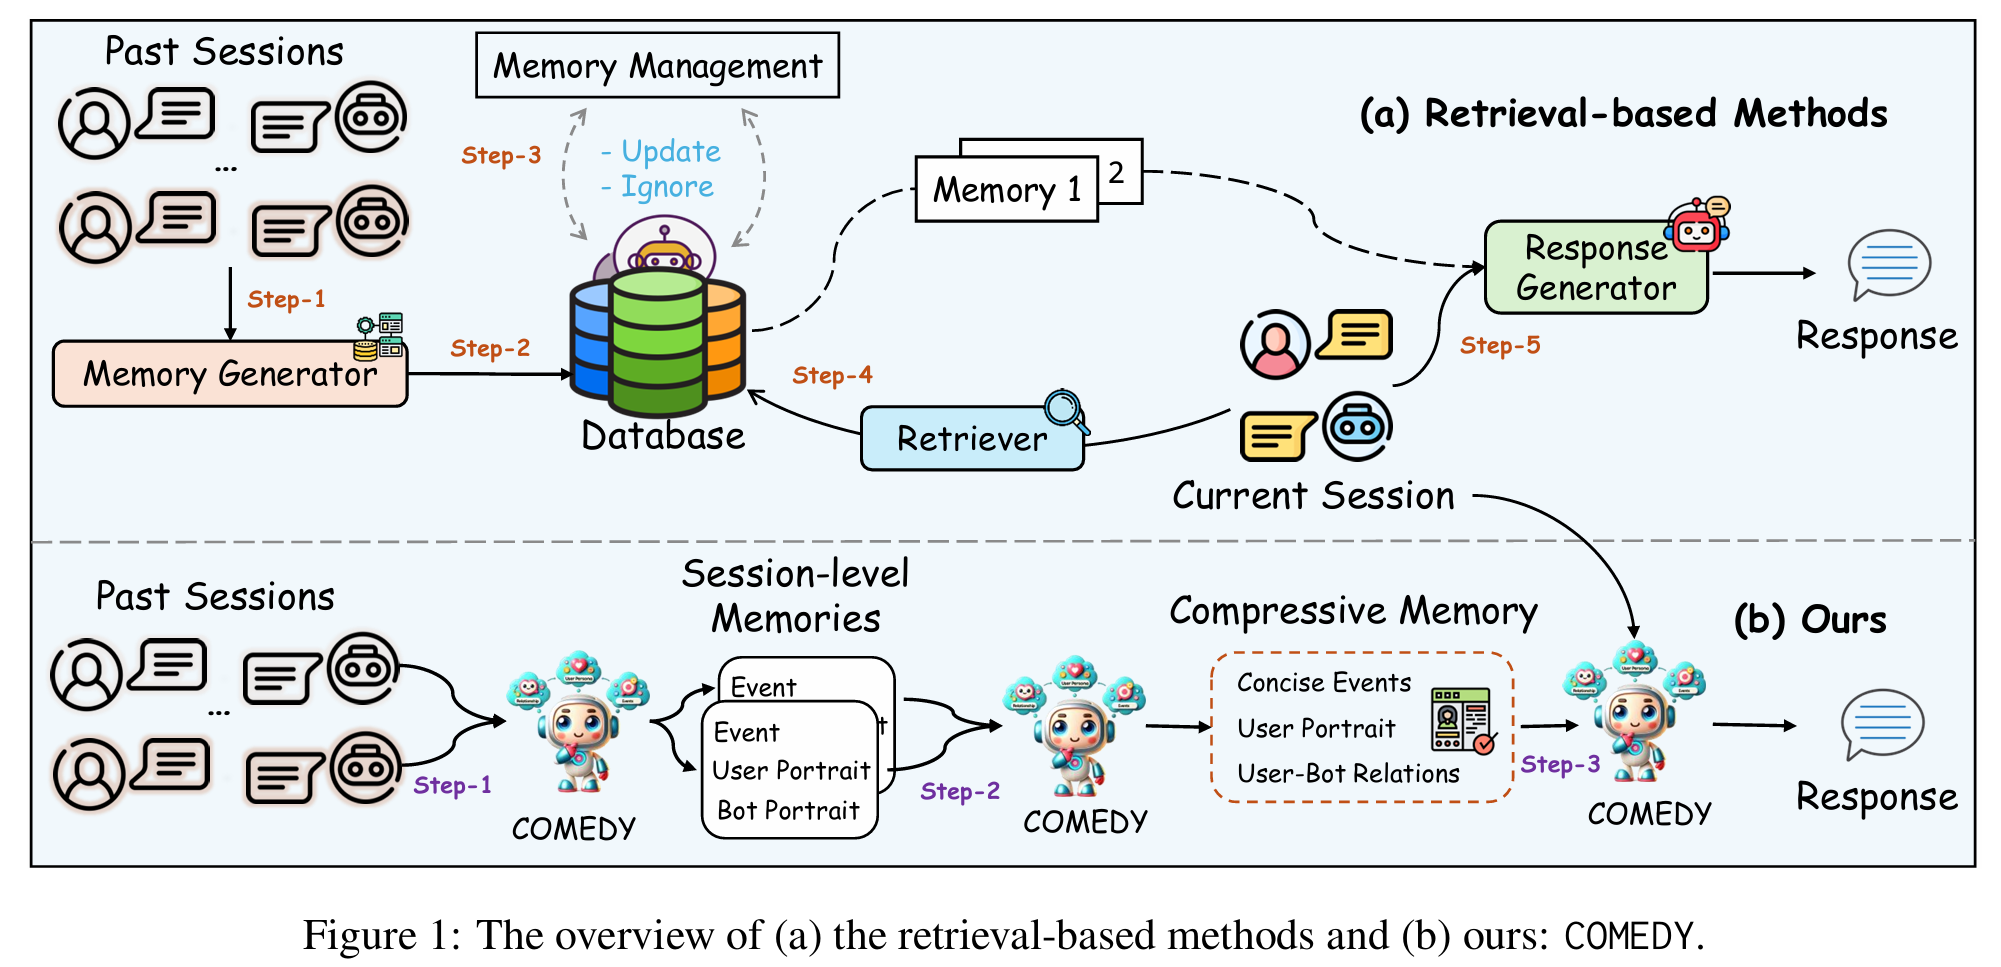 Past Sessions
...
Step-1
Memory Generator
Step-2
Memory Management
Step-3
- Update
- Ignore
Database
Step-4
Retriever
Memory 1
2
(a) Retrieval-based Methods
Response
Generator
Step-5
Response
Current Session
Past Sessions
...
Step-1
COMEDY
Session-level
Memories
Event
Event
User Portrait
Bot Portrait
Step-2
COMEDY
Compressive Memory
Concise Events
User Portrait
User-Bot Relations
Step-3
(b) Ours
COMEDY
Response
Figure 1: The overview of (a) the retrieval-based methods and (b) ours: COMEDY.